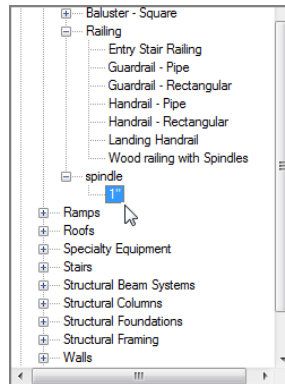 Baluster - Square
Railing
Entry Stair Railing
Guardrail - Pipe
Guardrail - Rectangular
Handrail - Pipe
Handrail - Rectangular
Landing Handrail
Wood railing with Spindles
spindle
1"
Ramps
Roofs
Specialty Equipment
Stairs
Structural Beam Systems
Structural Columns
Structural Foundations
Structural Framing
Walls